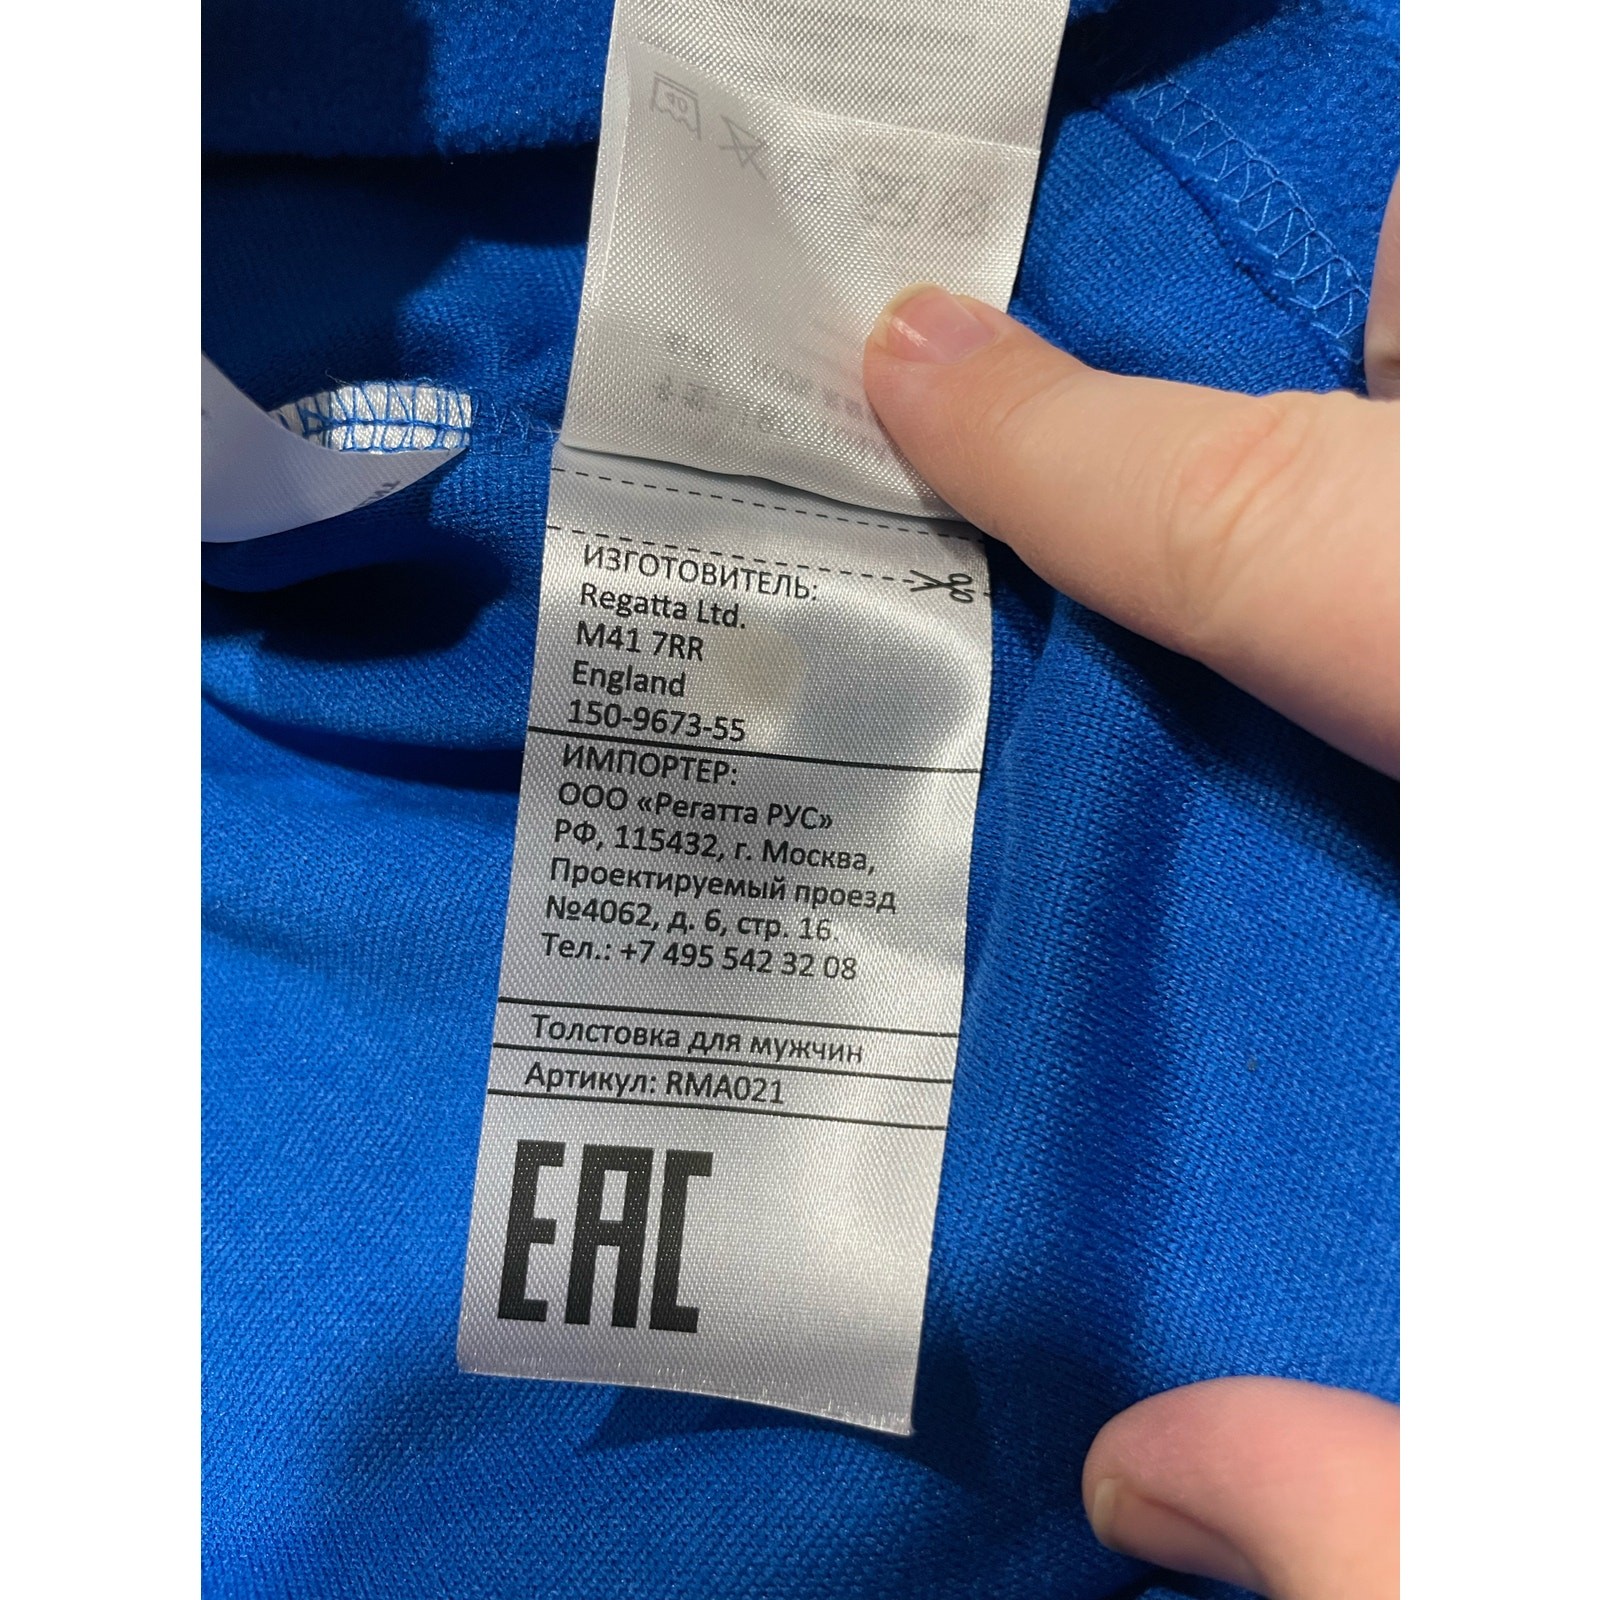 ИЗГОТОВИТЕЛЬ:
Regatta Ltd.
M41 7RR
England
150-9673-55
ИМПОРТЕР:
ООО «Регатта РУС»
РФ, 115432, г. Москва,
Проектируемый проезд
№4062, д. 6, стр. 16.
Тел.: +7 495 542 32 08
Толстовка для мужчин
Артикул: RMA021
EAC